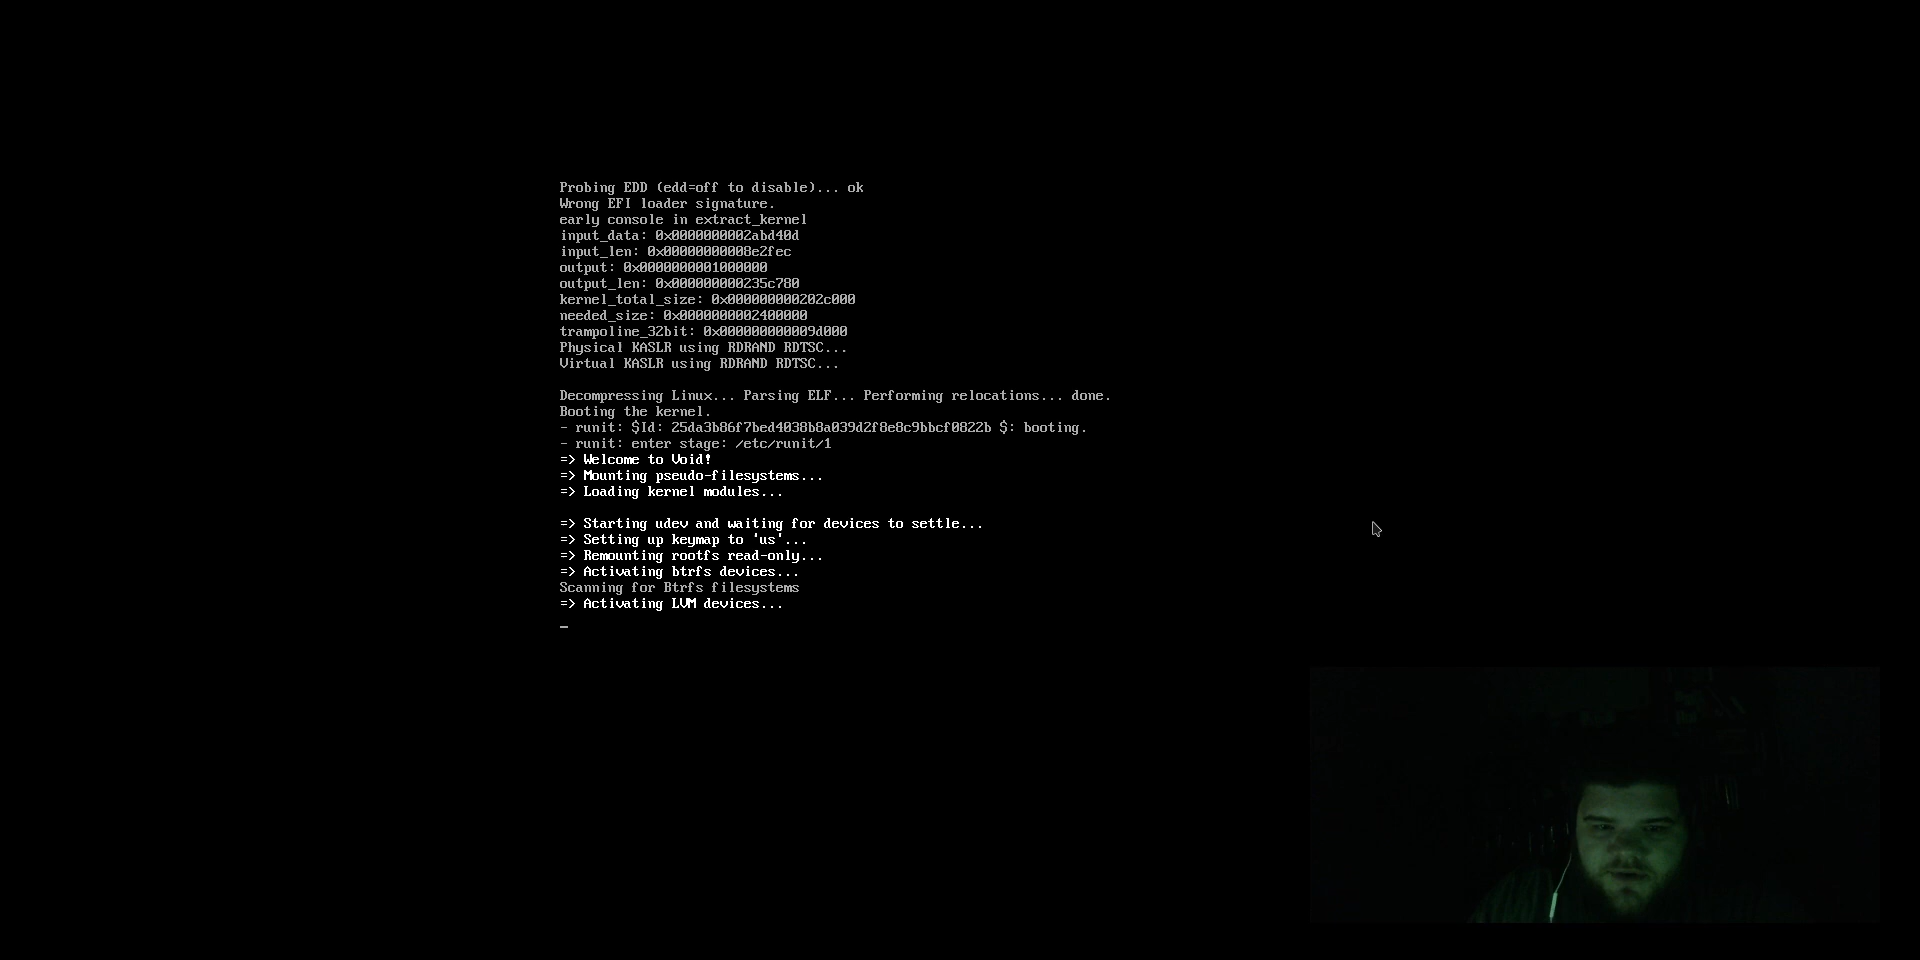 Probing EDD (edd=off to disable)... ok
Wrong EFI loader signature.
early console in extract_kernel
input_data: 0x0000000002abd40d
input_len: 0x00000000008e2fec
output: 0x0000000001000000
output_len: 0x000000000235c780
kernel_total_size: 0x000000000202c000
needed_size: 0x0000000002400000
trampoline_32bit: 0x000000000009d000
Physical KASLR using RDRAND RDTSC...
Virtual KASLR using RDRAND RDTSC...
Decompressing Linux... Parsing ELF... Performing relocations... done.
Booting the kernel.
- runit: $Id: 25da3b86f7bed4038b8a039d2f8e8c9bbcf0822b $: booting.
- runit: enter stage: /etc/runit/1
=> Welcome to Void!
=> Mounting pseudo-filesystems...
=> Loading kernel modules...
=> Starting udev and waiting for devices to settle...
=> Setting up keymap to 'us'...
=> Remounting rootfs read-only...
=> Activating btrfs devices...
Scanning for Btrfs filesystems
=> Activating LVM devices...
_